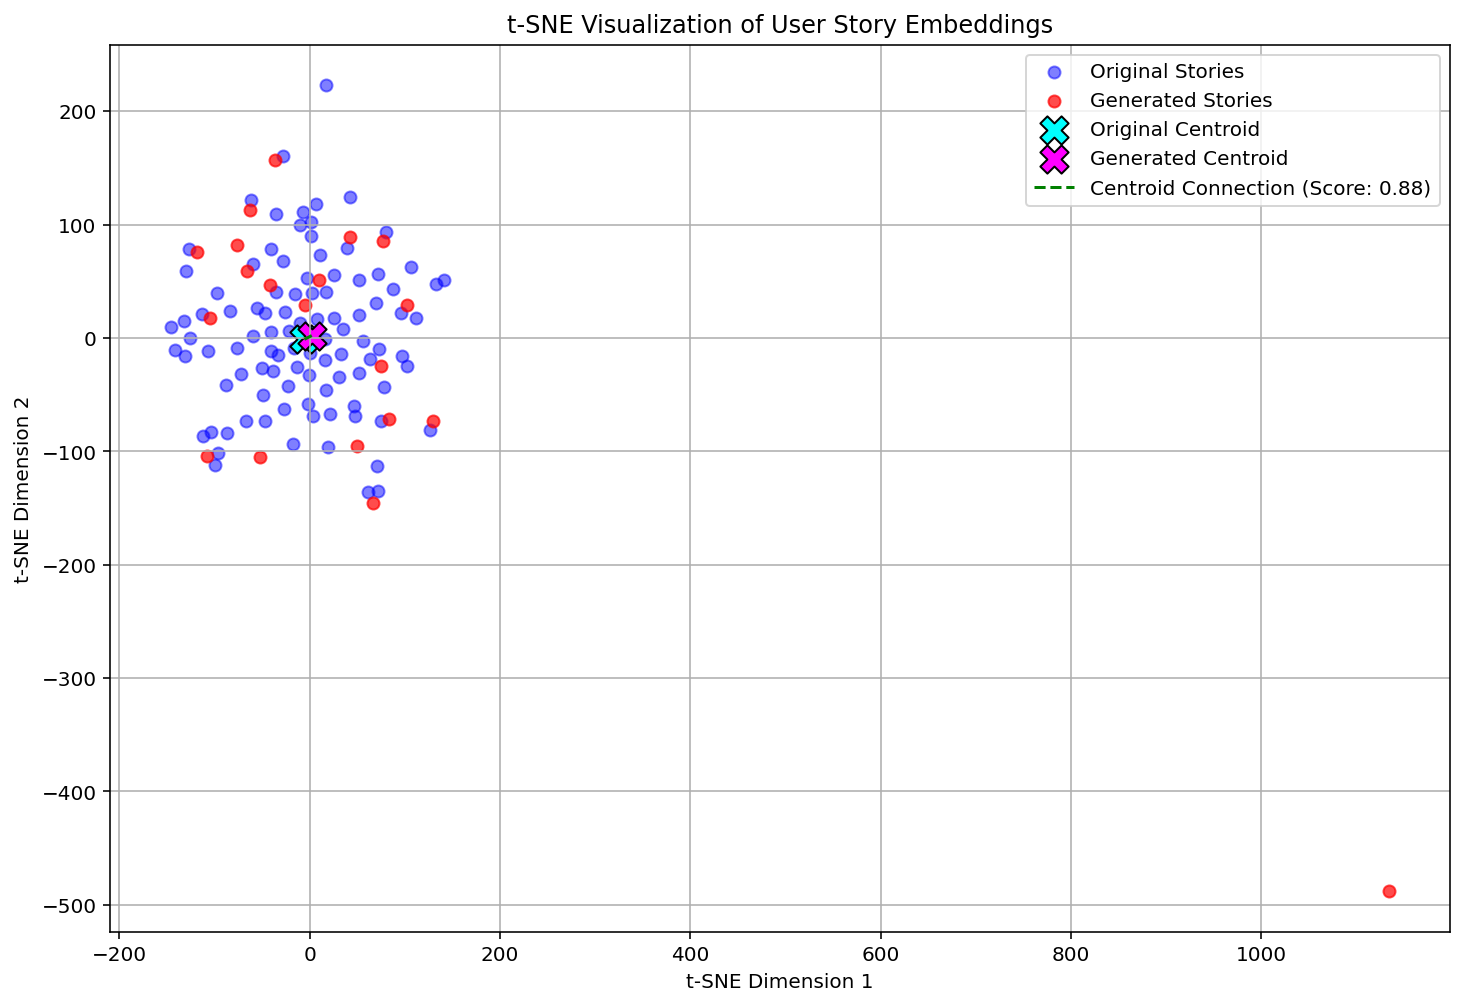 t-SNE Visualization of User Story Embeddings
Original Stories
Generated Stories
Original Centroid
Generated Centroid
Centroid Connection (Score: 0.88)
t-SNE Dimension 2
200
100
0
−100
−200
−300
−400
−500
−200
0
200
400
600
800
1000
t-SNE Dimension 1